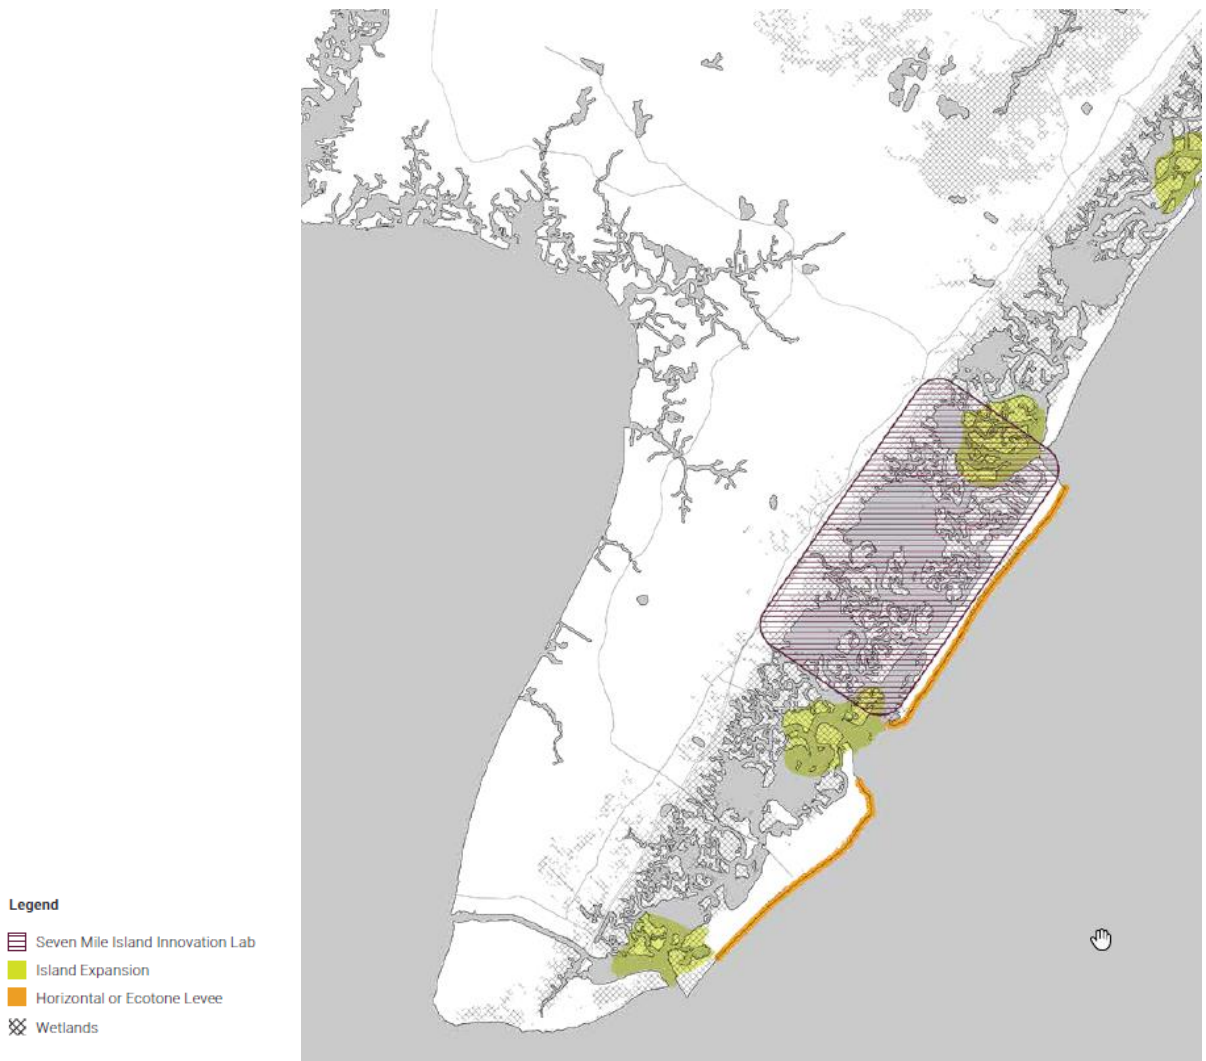 Legend
Seven Mile Island Innovation Lab
Island Expansion
Horizontal or Ecotone Levee
Wetlands